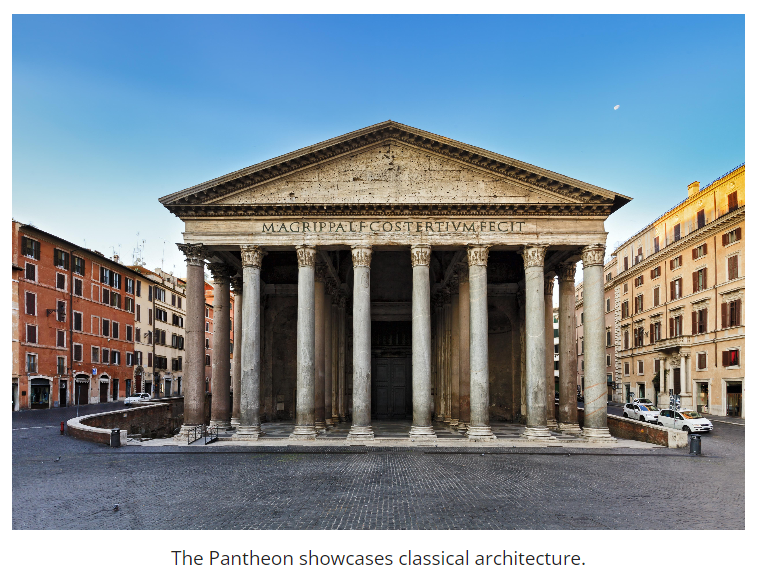 M·AGRIPPA·L·F·COS·TERTIVM·FECIT
The Pantheon showcases classical architecture.